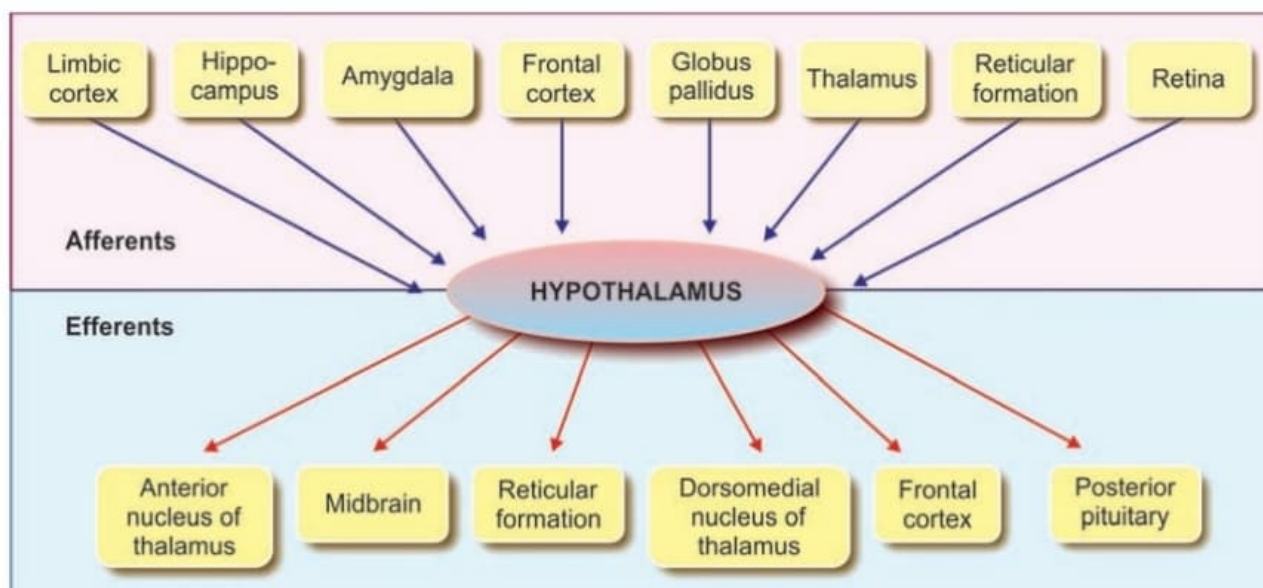 Limbic
cortex
Hippo-
campus
Amygdala
Frontal
cortex
Globus
pallidus
Thalamus
Reticular
formation
Retina
Afferents
HYPOTHALAMUS
Efferents
Anterior
nucleus of
thalamus
Midbrain
Reticular
formation
Dorsomedial
nucleus of
thalamus
Frontal
cortex
Posterior
pituitary